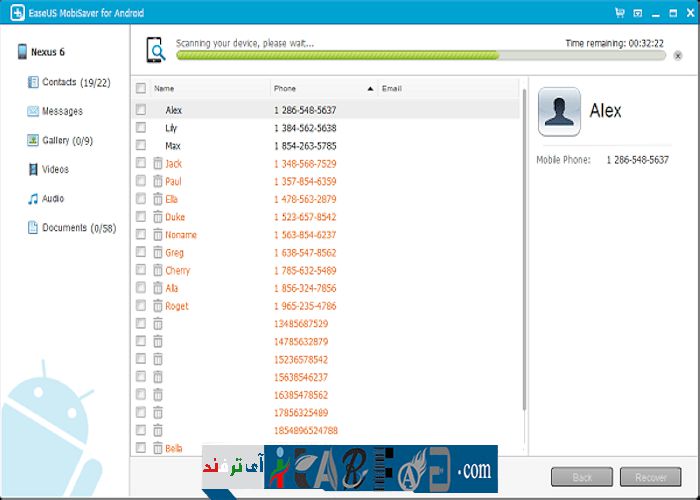 EaseUS MobiSaver for Android
Nexus 6
Contacts (19/22)
Messages
Gallery (0/9)
Videos
Audio
Documents (0/58)
Scanning your device, please wait...
Time remaining: 00:32:22
Name Phone Email
Alex 1 286-548-5637
Lily 1 384-562-5638
Max 1 854-263-5785
Jack 1 348-568-7529
Paul 1 357-854-6359
Ella 1 478-563-2879
Duke 1 523-657-8542
Noname 1 563-854-6237
Greg 1 638-547-8562
Cherry 1 785-632-5489
Alla 1 856-324-7856
Roget 1 965-235-4786
13485687529
14785632879
15236578542
15638546237
16385478562
17856325489
1854896524788
Bella
Alex
Mobile Phone: 1 286-548-5637
آی ترفند
.com
Back
Recover